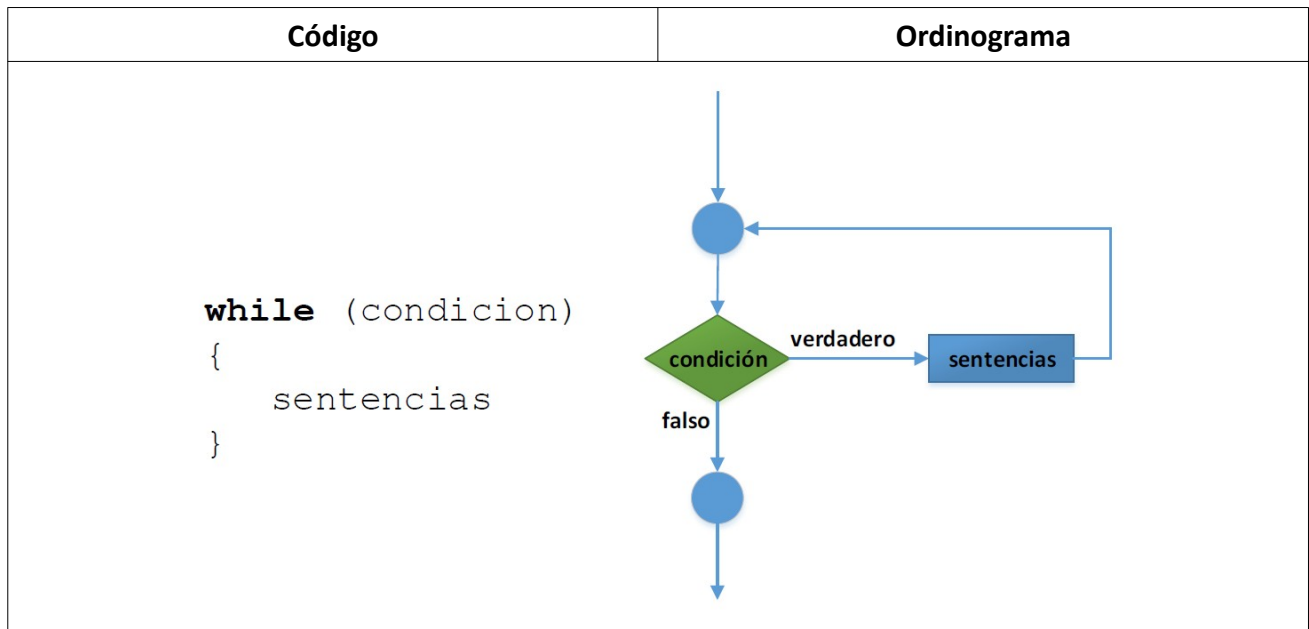 Código
Ordinograma
while (condicion)
{
sentencias
}
condición
verdadero
sentencias
falso